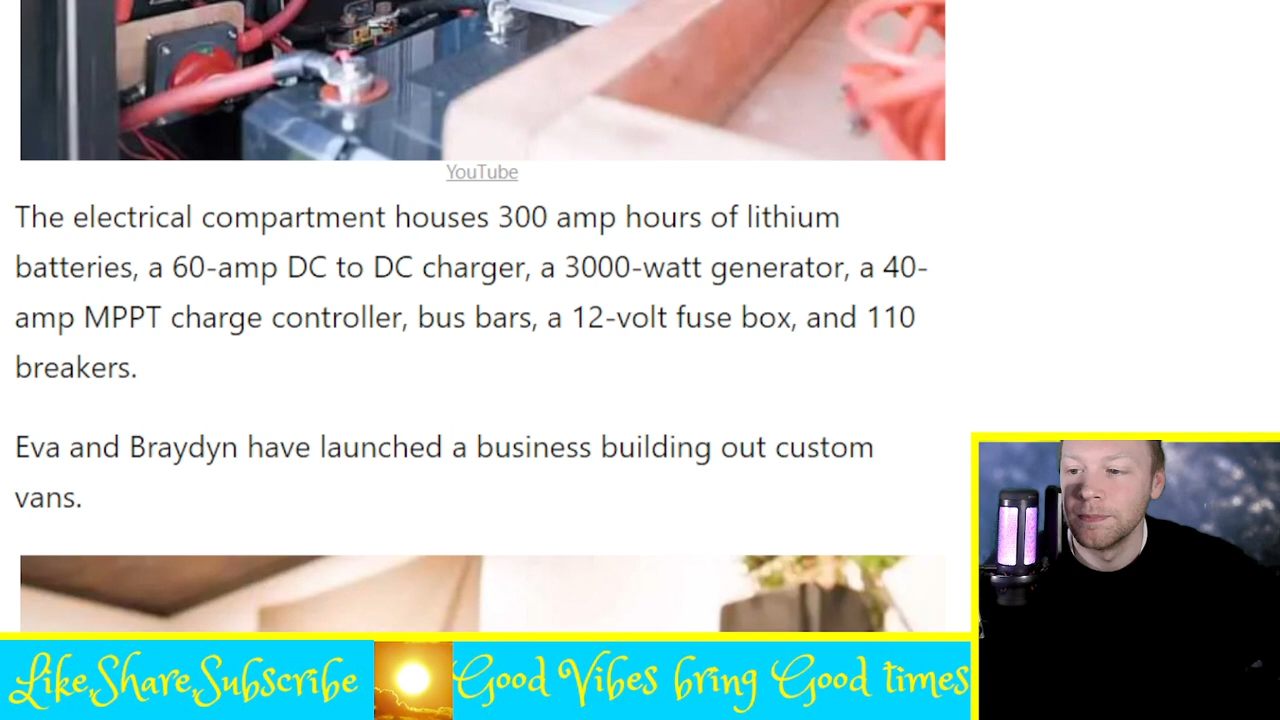 YouTube
The electrical compartment houses 300 amp hours of lithium
batteries, a 60-amp DC to DC charger, a 3000-watt generator, a 40-
amp MPPT charge controller, bus bars, a 12-volt fuse box, and 110
breakers.
Eva and Braydyn have launched a business building out custom
vans.
Like,Share,Subscribe
Good Vibes bring Good times